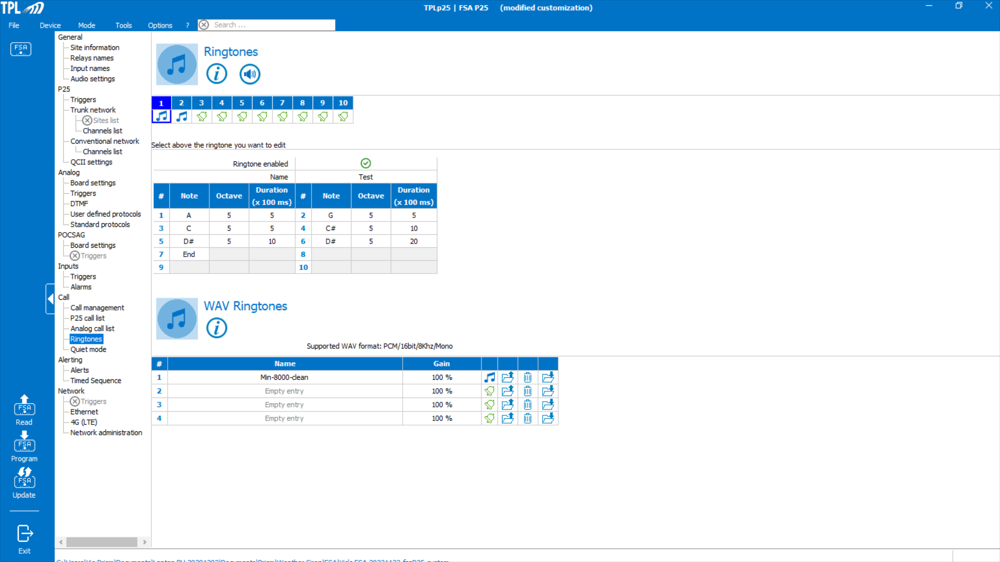 TPL
TPLp25 | FSA P25 (modified customization)
File Device Mode Tools Options ? Search ...
FSA
General
Site information
Relays names
Input names
Audio settings
P25
Triggers
Trunk network
Sites list
Channels list
Conventional network
Channels list
QCII settings
Analog
Board settings
Triggers
DTMF
User defined protocols
Standard protocols
POCSAG
Board settings
Triggers
Inputs
Triggers
Alarms
Call
Call management
P25 call list
Analog call list
Ringtones
Quiet mode
Alerting
Alerts
Timed Sequence
Network
Triggers
Ethernet
4G (LTE)
Network administration
FSA
Read
FSA
Program
FSA
Update
Exit
Ringtones
i
1 2 3 4 5 6 7 8 9 10
Select above the ringtone you want to edit
Ringtone enabled
Name Test
# Note Octave Duration (x 100 ms) # Note Octave Duration (x 100 ms)
1 A 5 5 2 G 5 5
3 C 5 5 4 C# 5 10
5 D# 5 10 6 D# 5 20
7 End 8
9 10
WAV Ringtones
i
Supported WAV format: PCM/16bit/8Khz/Mono
# Name Gain
1 Min-8000-clean 100 %
2 Empty entry 100 %
3 Empty entry 100 %
4 Empty entry 100 %